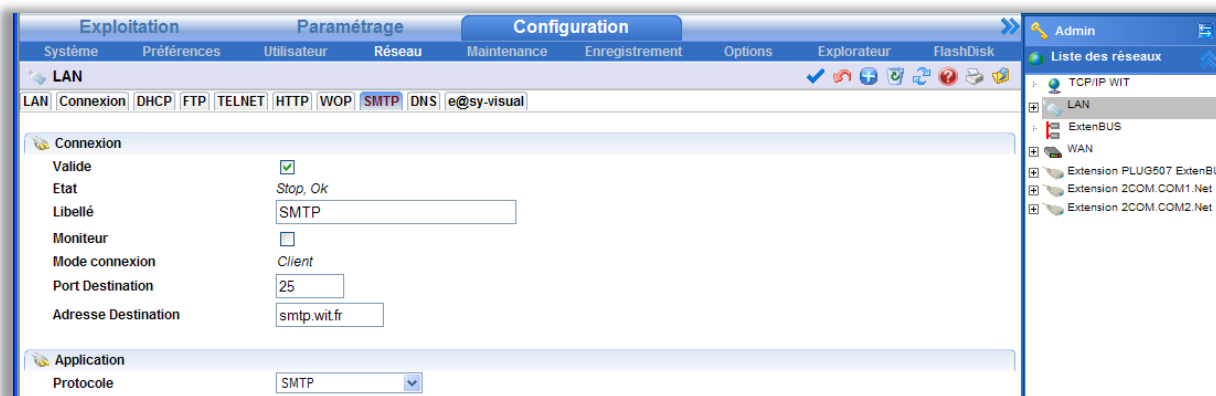 Exploitation Paramétrage Configuration
Système Préférences Utilisateur Réseau Maintenance Enregistrement Options Explorateur FlashDisk
LAN
LAN Connexion DHCP FTP TELNET HTTP WOP SMTP DNS e@sy-visual
Connexion
Valide
Etat Stop, Ok
Libellé SMTP
Moniteur
Mode connexion Client
Port Destination 25
Adresse Destination smtp.wit.fr
Application
Protocole SMTP
Admin
Liste des réseaux
TCP/IP WIT
LAN
ExtenBUS
WAN
Extension PLUG507 ExtenBU
Extension 2COM.COM1.Net
Extension 2COM.COM2.Net